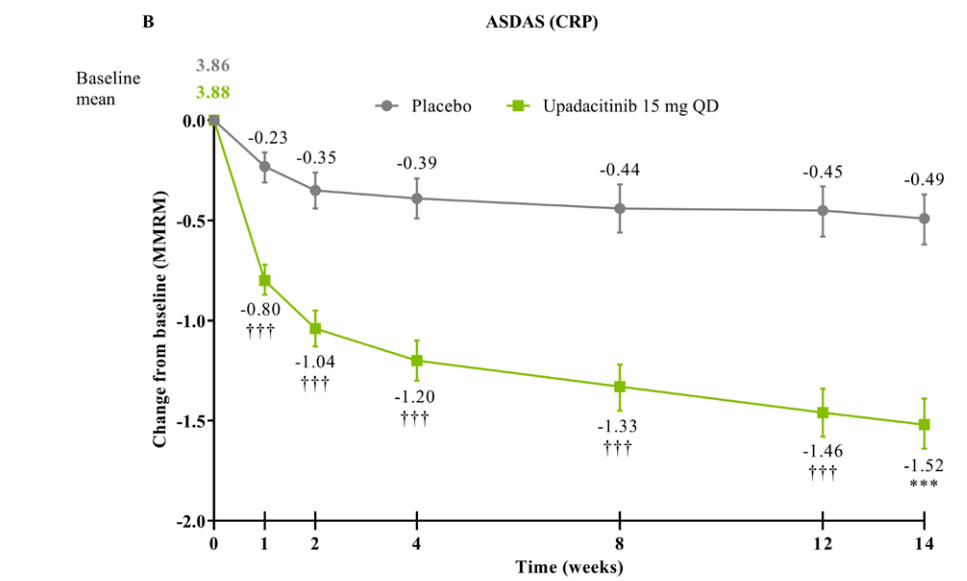 B
ASDAS (CRP)
Baseline
mean
3.86
3.88
Placebo
Upadacitinib 15 mg QD
Change from baseline (MMRM)
0.0
-0.5
-1.0
-1.5
-2.0
-0.23
-0.35
-0.39
-0.44
-0.45
-0.49
-0.80
†††
-1.04
†††
-1.20
†††
-1.33
†††
-1.46
†††
-1.52
***
0 1 2 4 8 12 14
Time (weeks)